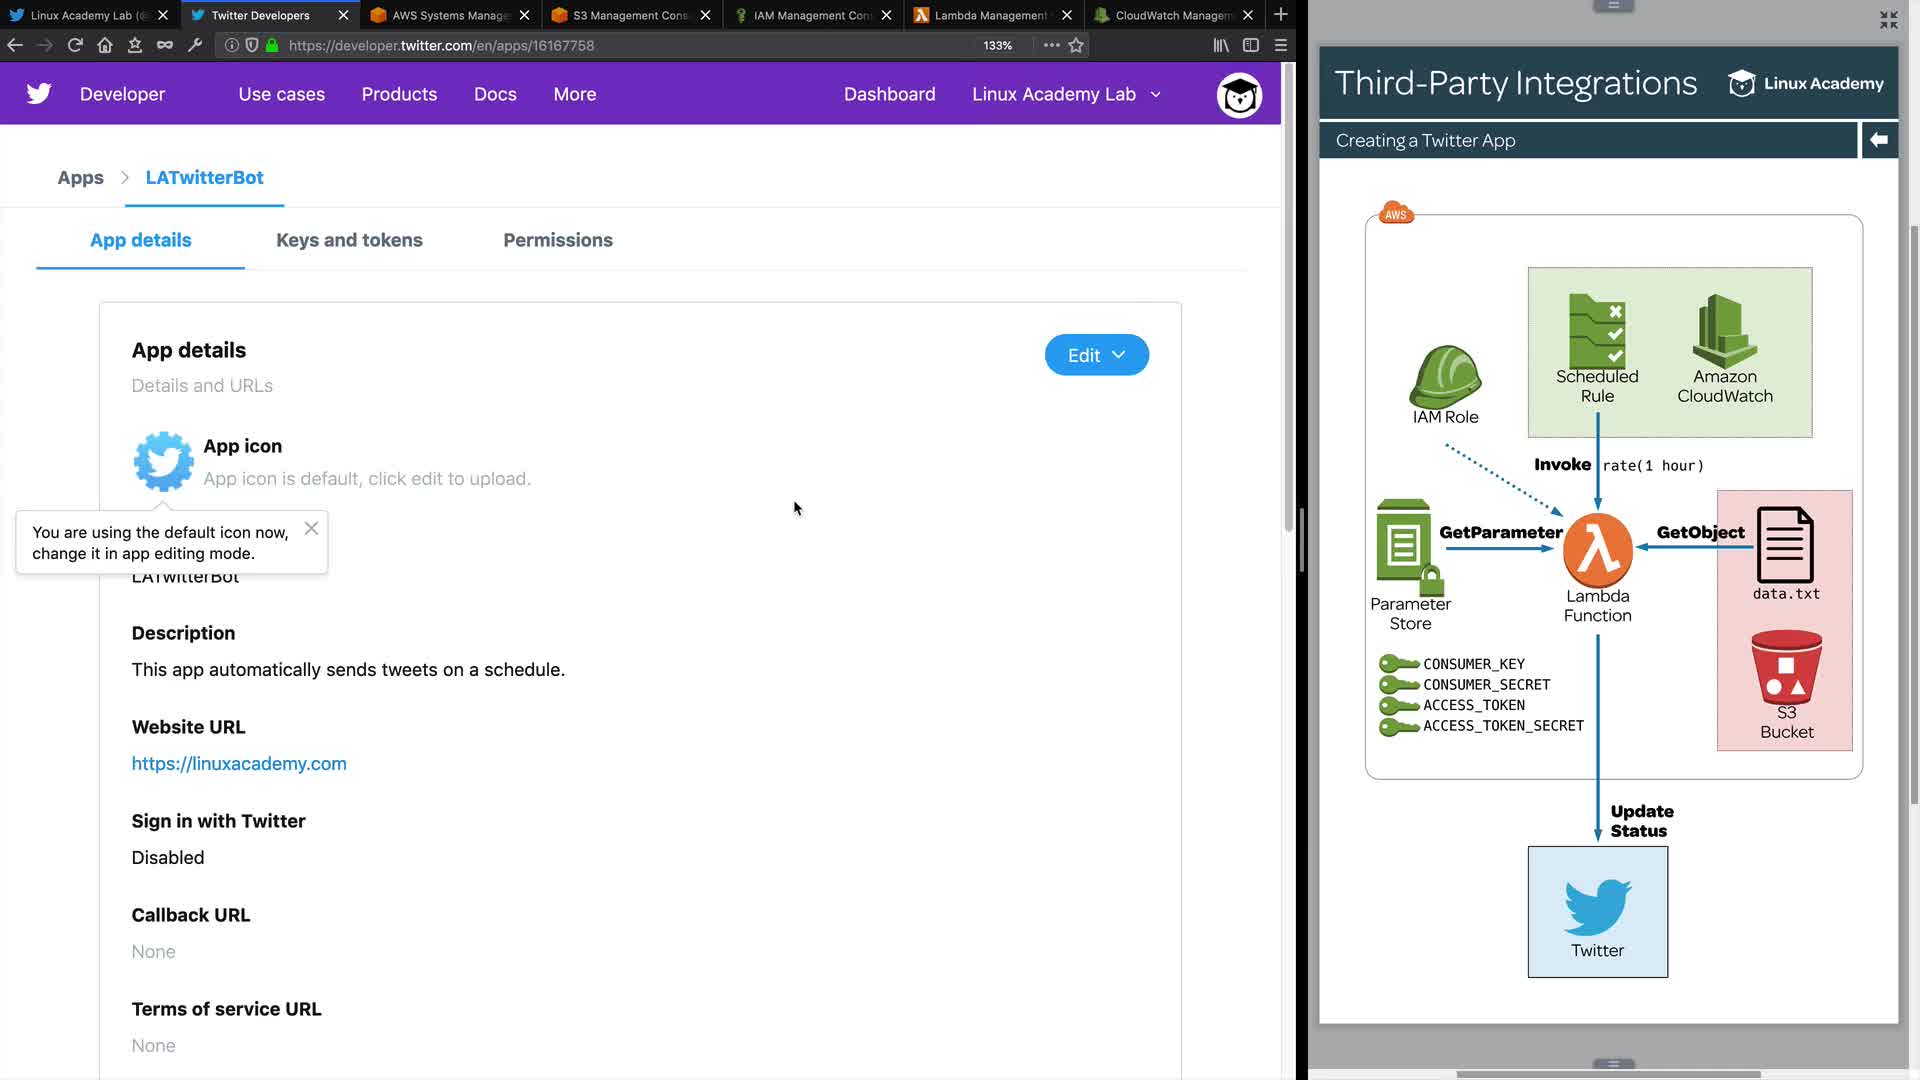 Linux Academy Lab (@
Twitter Developers
AWS Systems Manage
S3 Management Cons
IAM Management Con
Lambda Management
CloudWatch Managem
https://developer.twitter.com/en/apps/16167758
133%
Developer
Use cases
Products
Docs
More
Dashboard
Linux Academy Lab
Apps
LATwitterBot
App details
Keys and tokens
Permissions
App details
Edit
Details and URLs
App icon
App icon is default, click edit to upload.
You are using the default icon now,
change it in app editing mode.
LATwitterBot
Description
This app automatically sends tweets on a schedule.
Website URL
https://linuxacademy.com
Sign in with Twitter
Disabled
Callback URL
None
Terms of service URL
None
Third-Party Integrations
Linux Academy
Creating a Twitter App
AWS
Scheduled
Rule
Amazon
CloudWatch
IAM Role
Invoke
rate(1 hour)
GetParameter
GetObject
Parameter
Store
Lambda
Function
data.txt
CONSUMER_KEY
CONSUMER_SECRET
ACCESS_TOKEN
ACCESS_TOKEN_SECRET
S3
Bucket
Update
Status
Twitter